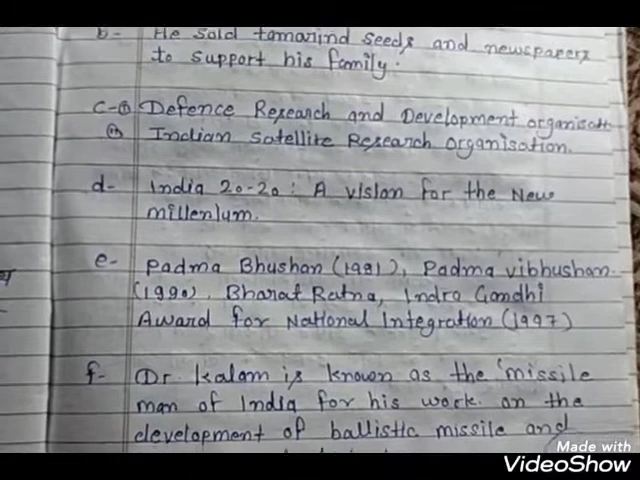 b- He sold tamarind seeds and newspapers
to support his family.
c-(i) Defence Research and Development organisation
(ii) Indian Satellite Research organisation.
d- India 20-20: A vision for the New
millenium.
e- Padma Bhushan (1981), Padma vibhushan
(1990), Bharat Ratna, Indra Gandhi
Award for National Integration (1997)
f- Dr. Kalam is known as the 'missile
man of India for his work on the
development of ballistic missile and
Made with
VideoShow